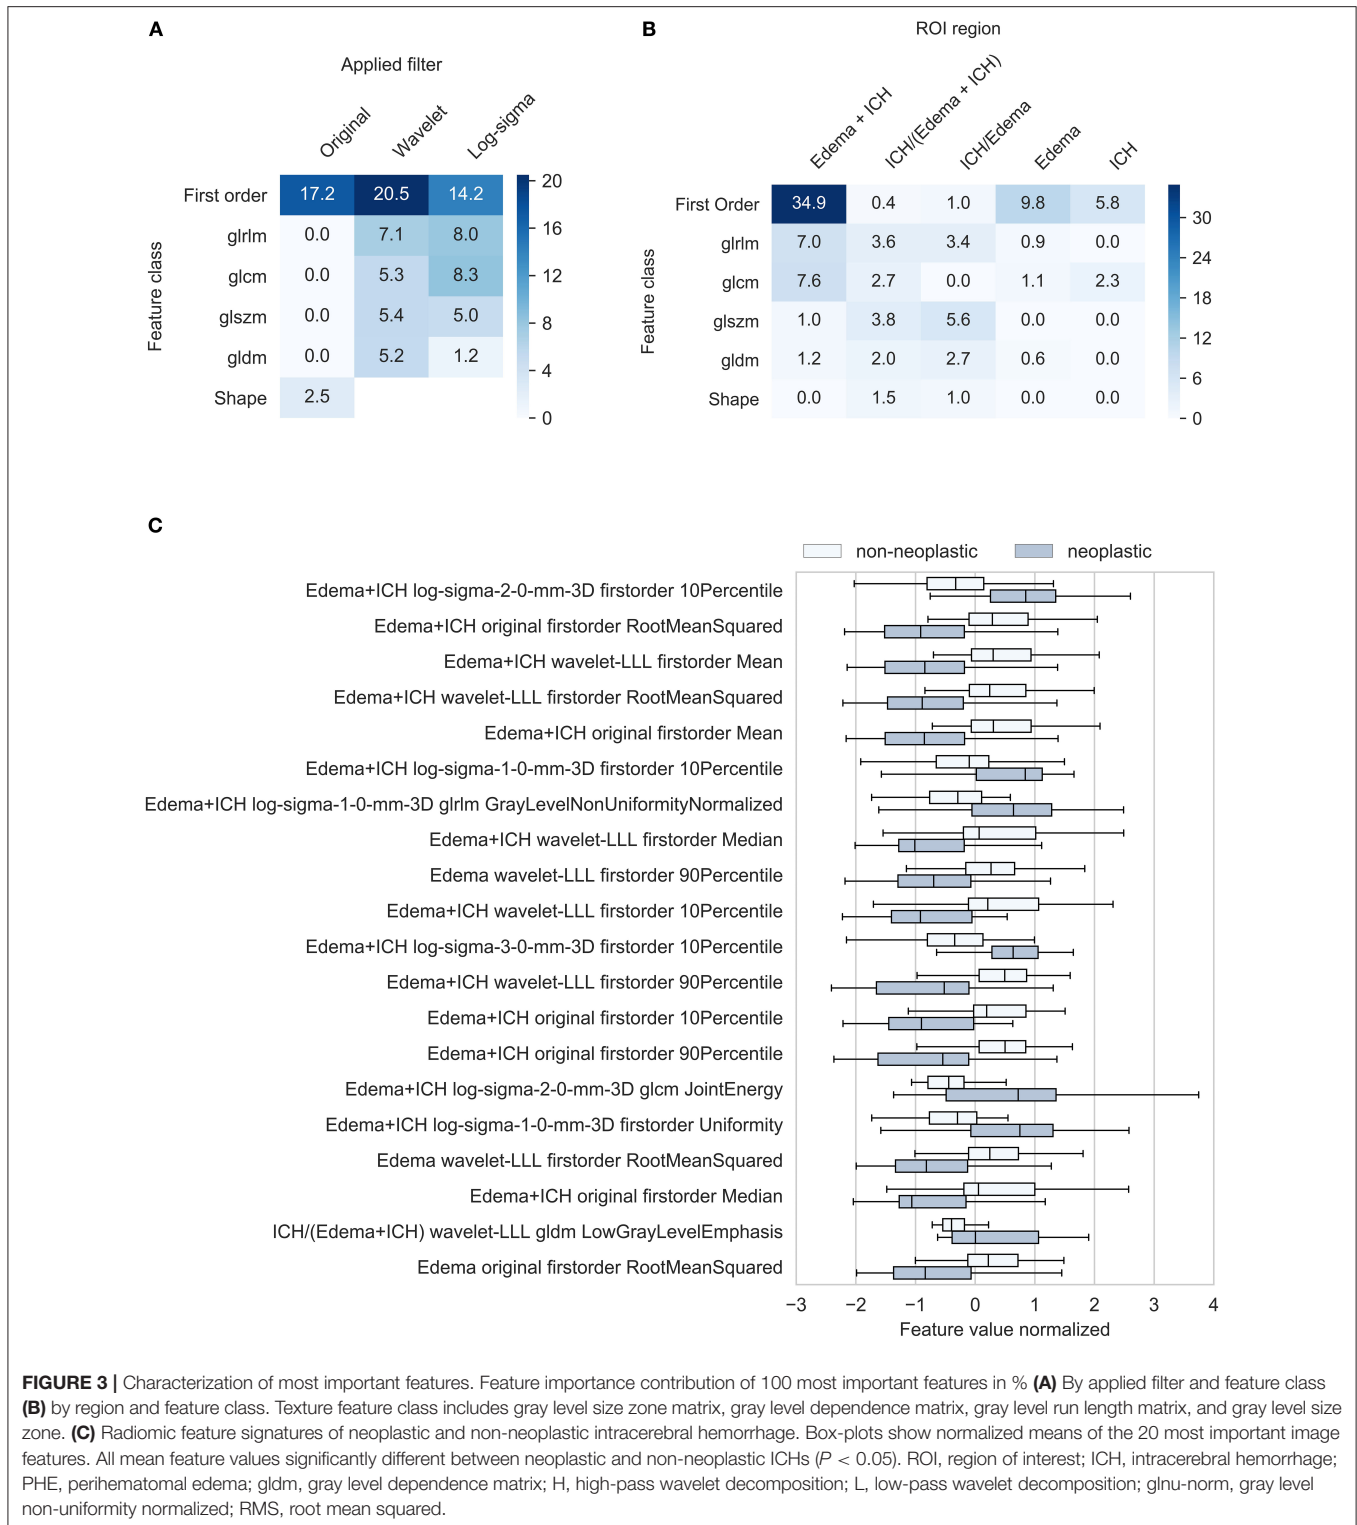 A
Applied filter
Original Wavelet Log-sigma
Feature class
First order 17.2 20.5 14.2
glrlm 0.0 7.1 8.0
glcm 0.0 5.3 8.3
glszm 0.0 5.4 5.0
gldm 0.0 5.2 1.2
Shape 2.5
20
16
12
8
4
0
B
ROI region
Edema + ICH ICH/(Edema + ICH) ICH/Edema Edema ICH
Feature class
First Order 34.9 0.4 1.0 9.8 5.8
glrlm 7.0 3.6 3.4 0.9 0.0
glcm 7.6 2.7 0.0 1.1 2.3
glszm 1.0 3.8 5.6 0.0 0.0
gldm 1.2 2.0 2.7 0.6 0.0
Shape 0.0 1.5 1.0 0.0 0.0
30
24
18
12
6
0
C
non-neoplastic neoplastic
Edema+ICH log-sigma-2-0-mm-3D firstorder 10Percentile
Edema+ICH original firstorder RootMeanSquared
Edema+ICH wavelet-LLL firstorder Mean
Edema+ICH wavelet-LLL firstorder RootMeanSquared
Edema+ICH original firstorder Mean
Edema+ICH log-sigma-1-0-mm-3D firstorder 10Percentile
Edema+ICH log-sigma-1-0-mm-3D glrlm GrayLevelNonUniformityNormalized
Edema+ICH wavelet-LLL firstorder Median
Edema wavelet-LLL firstorder 90Percentile
Edema+ICH wavelet-LLL firstorder 10Percentile
Edema+ICH log-sigma-3-0-mm-3D firstorder 10Percentile
Edema+ICH wavelet-LLL firstorder 90Percentile
Edema+ICH original firstorder 10Percentile
Edema+ICH original firstorder 90Percentile
Edema+ICH log-sigma-2-0-mm-3D glcm JointEnergy
Edema+ICH log-sigma-1-0-mm-3D firstorder Uniformity
Edema wavelet-LLL firstorder RootMeanSquared
Edema+ICH original firstorder Median
ICH/(Edema+ICH) wavelet-LLL gldm LowGrayLevelEmphasis
Edema original firstorder RootMeanSquared
−3 −2 −1 0 1 2 3 4
Feature value normalized
FIGURE 3 | Characterization of most important features. Feature importance contribution of 100 most important features in % (A) By applied filter and feature class
(B) by region and feature class. Texture feature class includes gray level size zone matrix, gray level dependence matrix, gray level run length matrix, and gray level size
zone. (C) Radiomic feature signatures of neoplastic and non-neoplastic intracerebral hemorrhage. Box-plots show normalized means of the 20 most important image
features. All mean feature values significantly different between neoplastic and non-neoplastic ICHs (P < 0.05). ROI, region of interest; ICH, intracerebral hemorrhage;
PHE, perihematomal edema; gldm, gray level dependence matrix; H, high-pass wavelet decomposition; L, low-pass wavelet decomposition; glnu-norm, gray level
non-uniformity normalized; RMS, root mean squared.